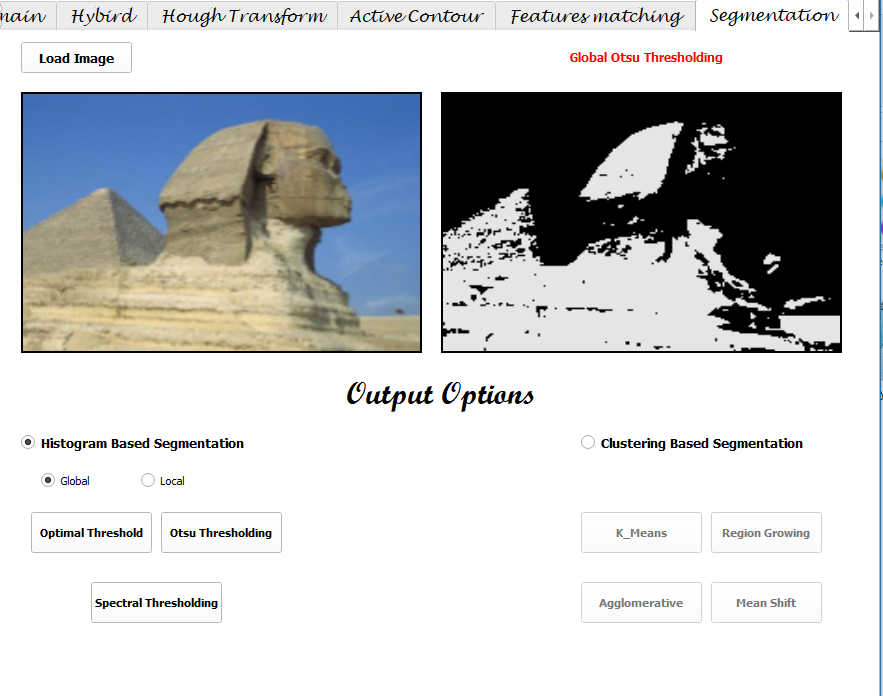 main Hybird Hough Transform Active Contour Features matching Segmentation
Load Image
Global Otsu Thresholding
Output Options
Histogram Based Segmentation
Clustering Based Segmentation
Global Local
Optimal Threshold Otsu Thresholding
K_Means Region Growing
Spectral Thresholding
Agglomerative Mean Shift